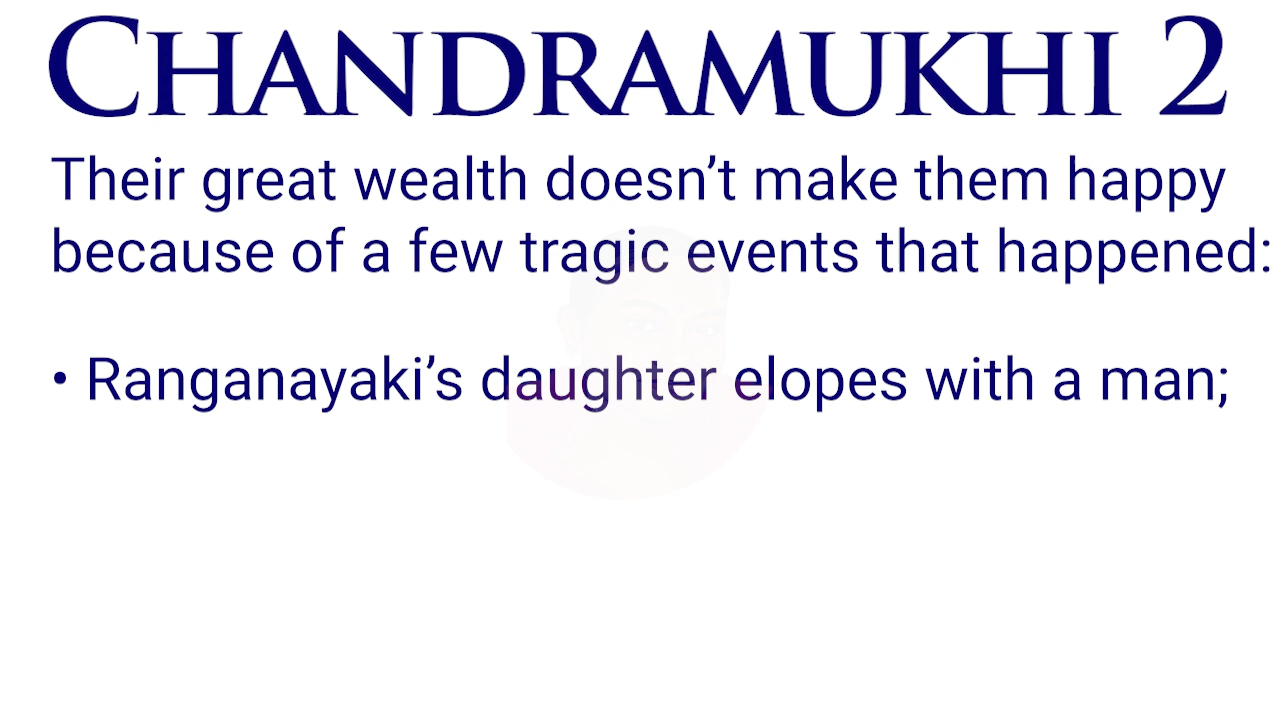 CHANDRAMUKHI 2
Their great wealth doesn’t make them happy
because of a few tragic events that happened:
• Ranganayaki’s daughter elopes with a man;